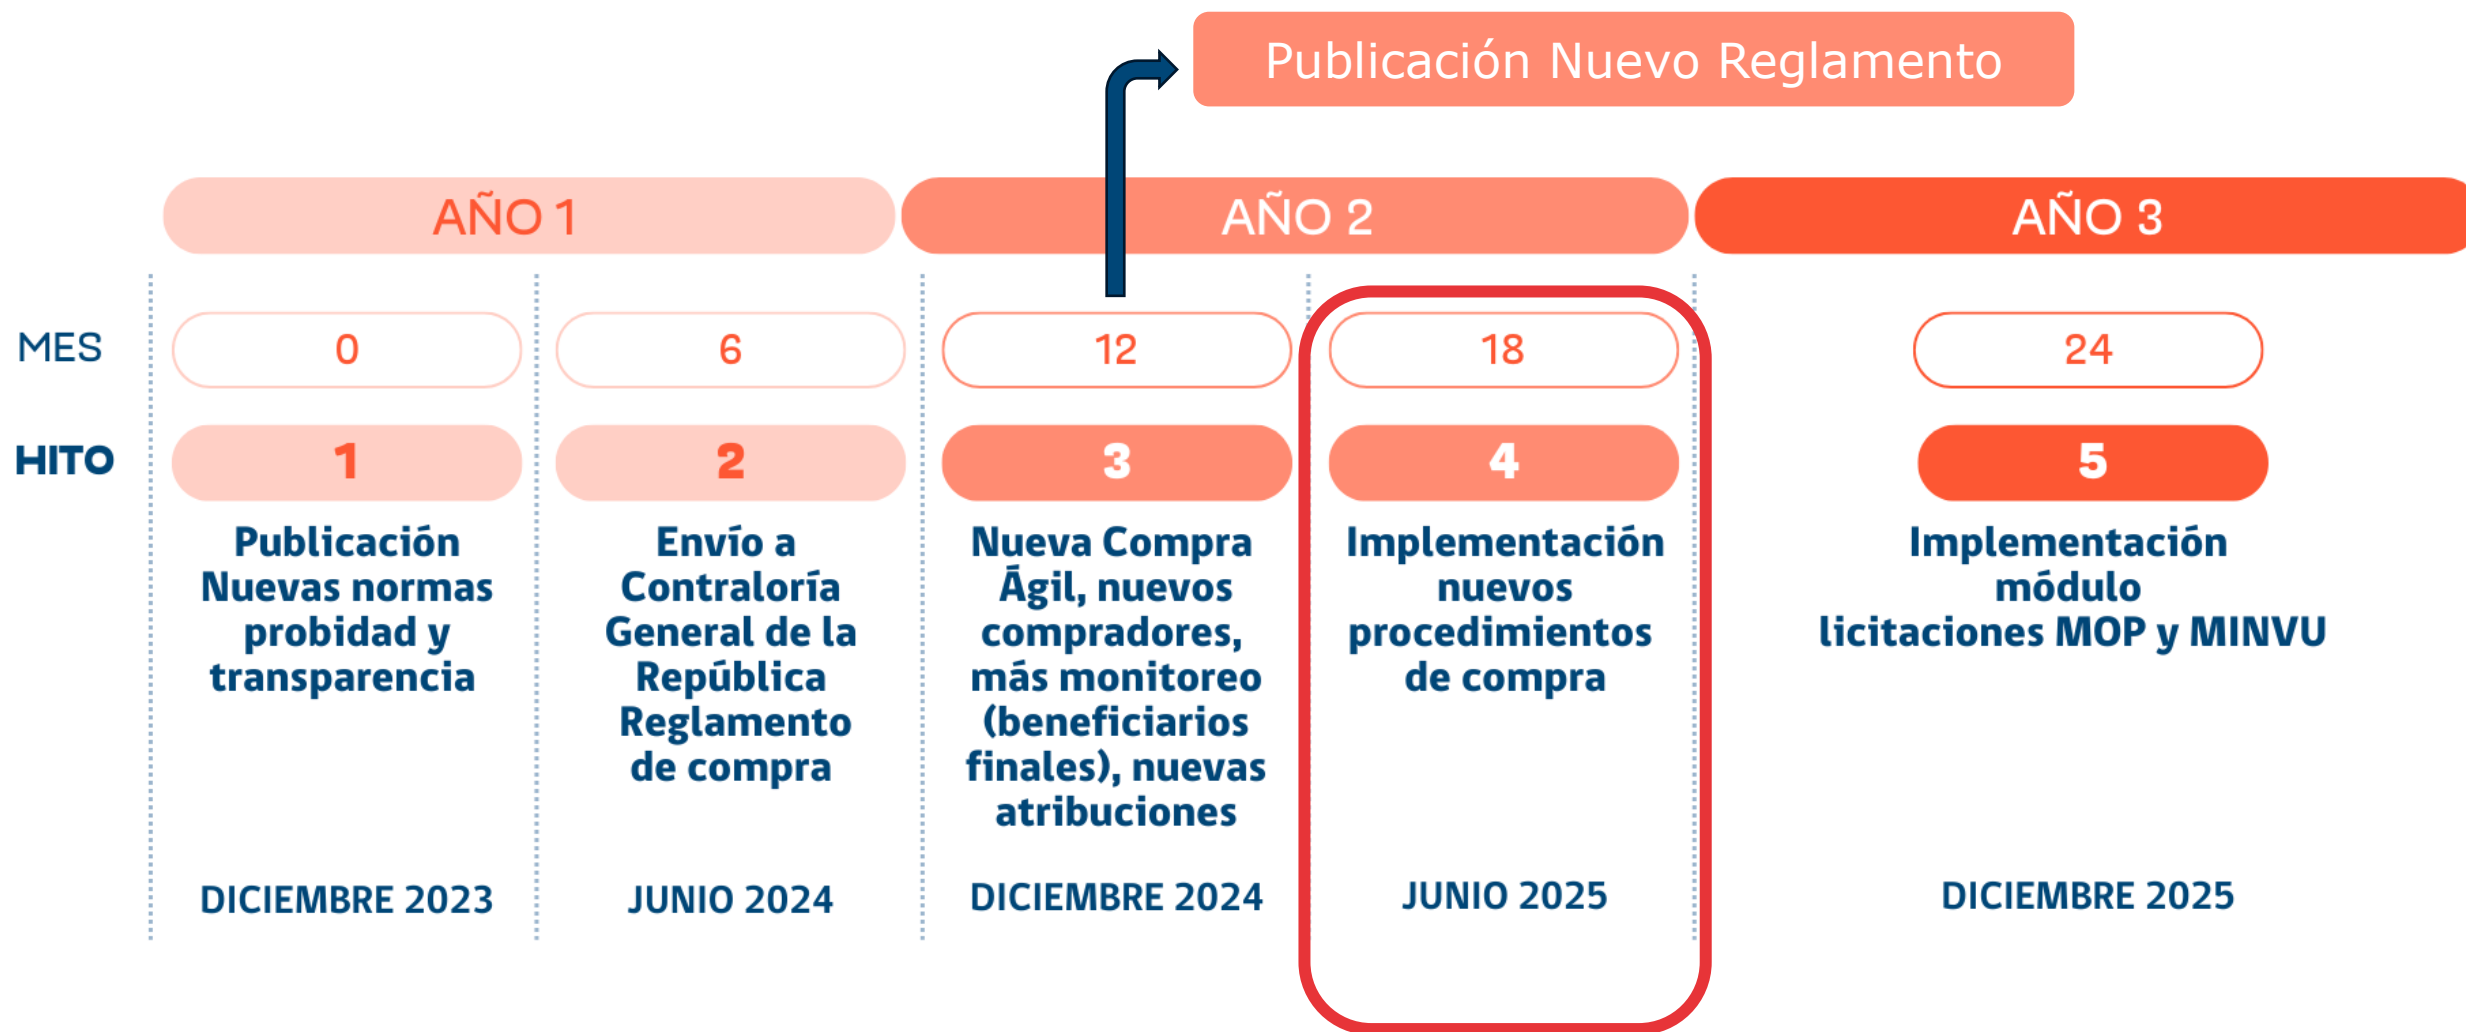 Publicación Nuevo Reglamento
AÑO 1
AÑO 2
AÑO 3
MES
0
6
12
18
24
HITO
1
2
3
4
5
Publicación
Nuevas normas
probidad y
transparencia
DICIEMBRE 2023
Envío a
Contraloría
General de la
República
Reglamento
de compra
JUNIO 2024
Nueva Compra
Ágil, nuevos
compradores,
más monitoreo
(beneficiarios
finales), nuevas
atribuciones
DICIEMBRE 2024
Implementación
nuevos
procedimientos
de compra
JUNIO 2025
Implementación
módulo
licitaciones MOP y MINVU
DICIEMBRE 2025